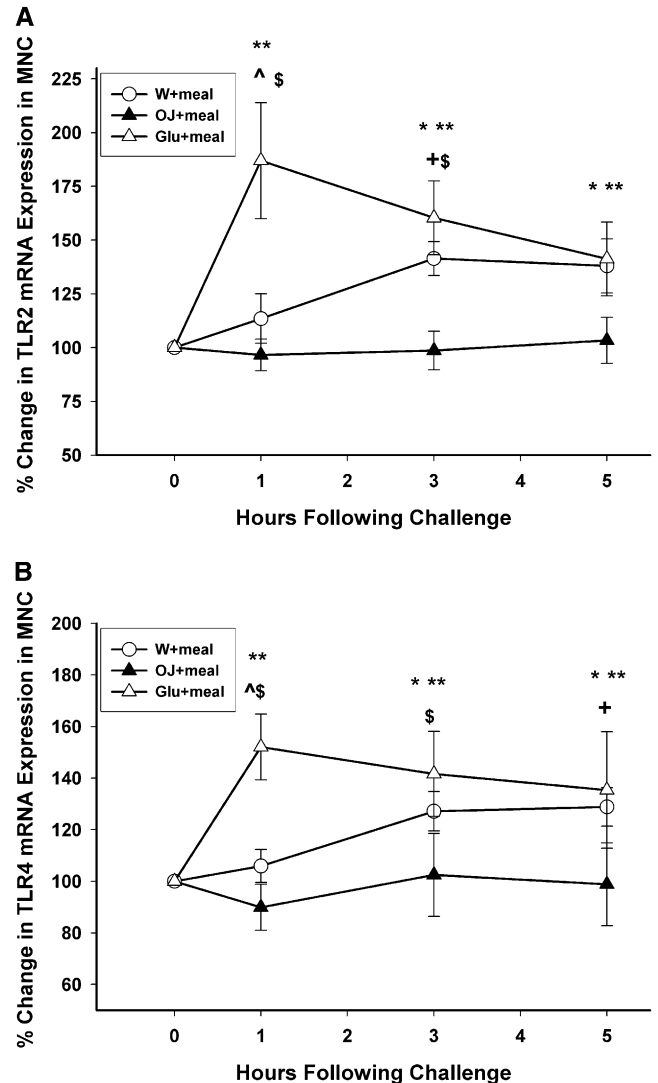 A
% Change in TLR2 mRNA Expression in MNC
**
^ $
225
W+meal
OJ+meal
Glu+meal
200
* **
+$
175
* **
150
125
100
75
50
0 1 2 3 4 5
Hours Following Challenge
B
% Change in TLR4 mRNA Expression in MNC
200
W+meal
OJ+meal
Glu+meal
**
^$
180
* **
$
* **
+
160
140
120
100
80
60
0 1 2 3 4 5
Hours Following Challenge